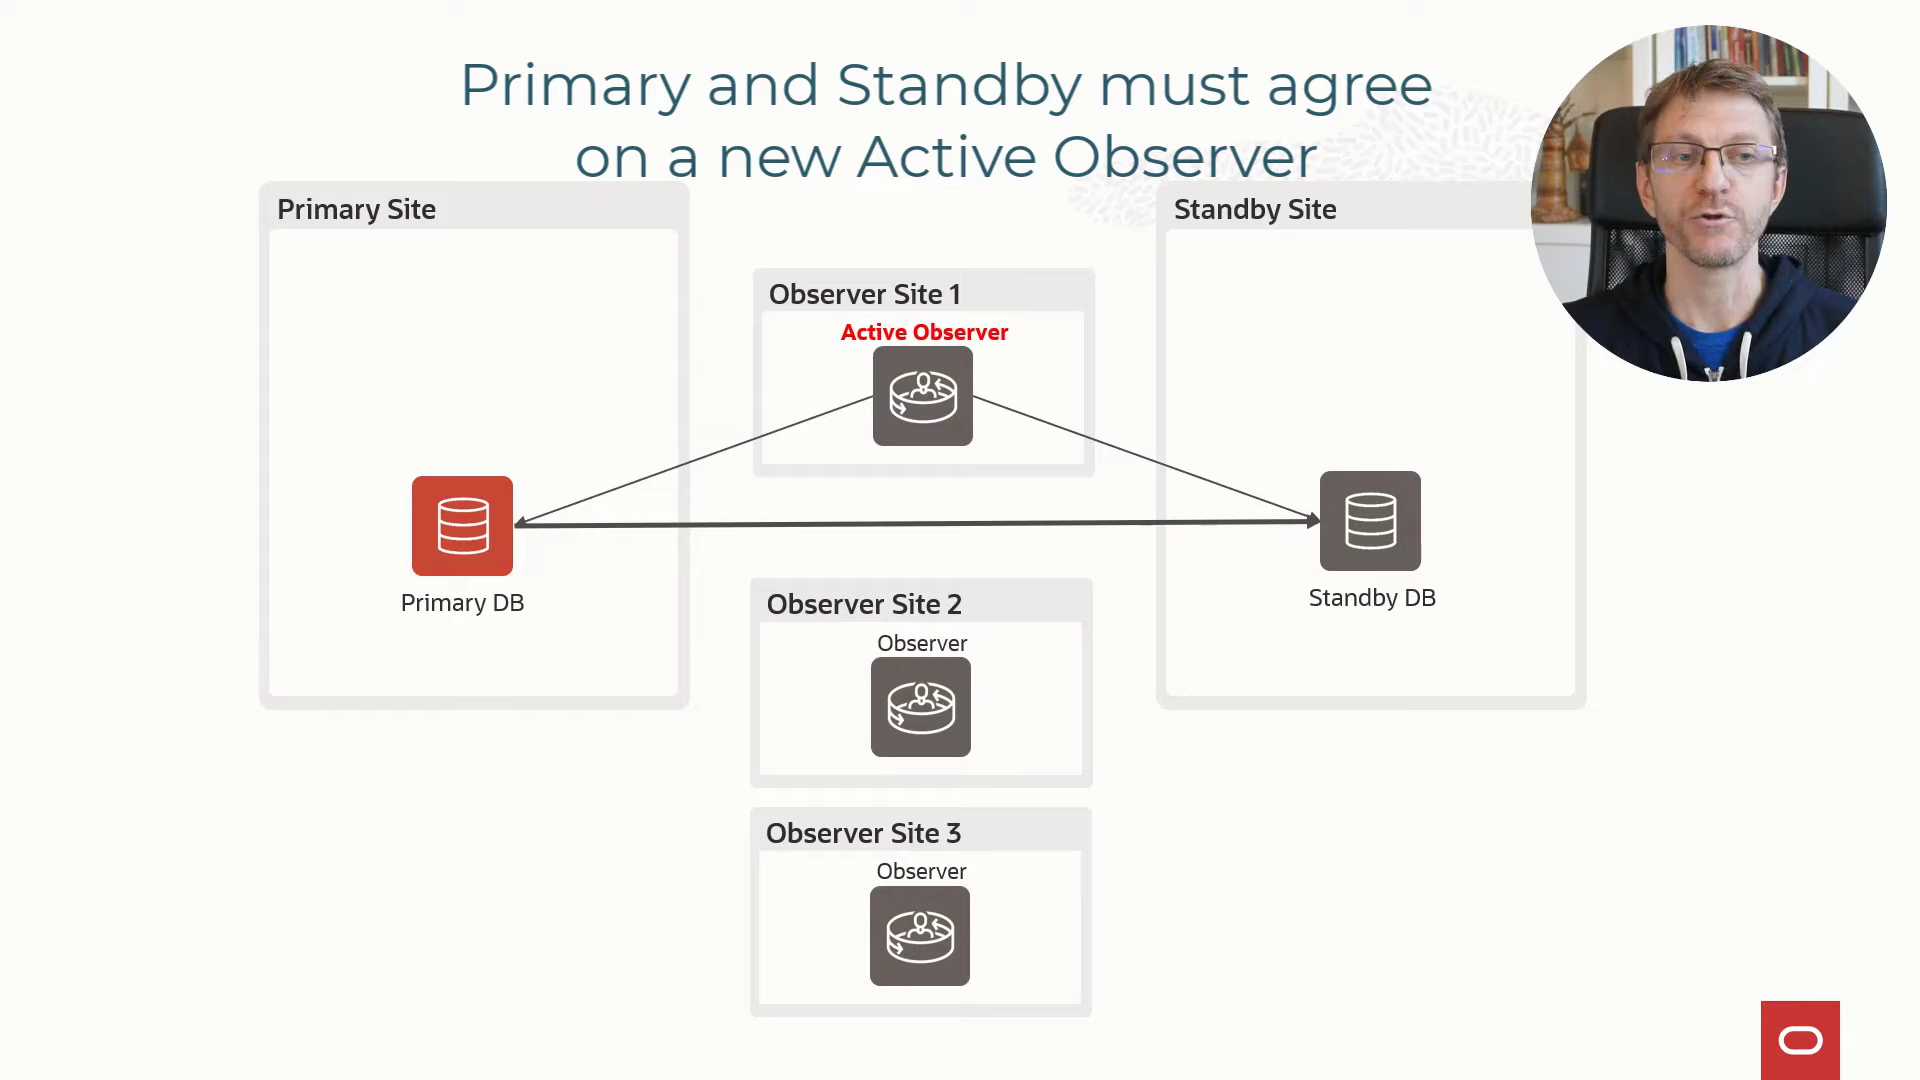 Primary and Standby must agree
on a new Active Observer
Primary Site
Standby Site
Observer Site 1
Active Observer
Primary DB
Standby DB
Observer Site 2
Observer
Observer Site 3
Observer